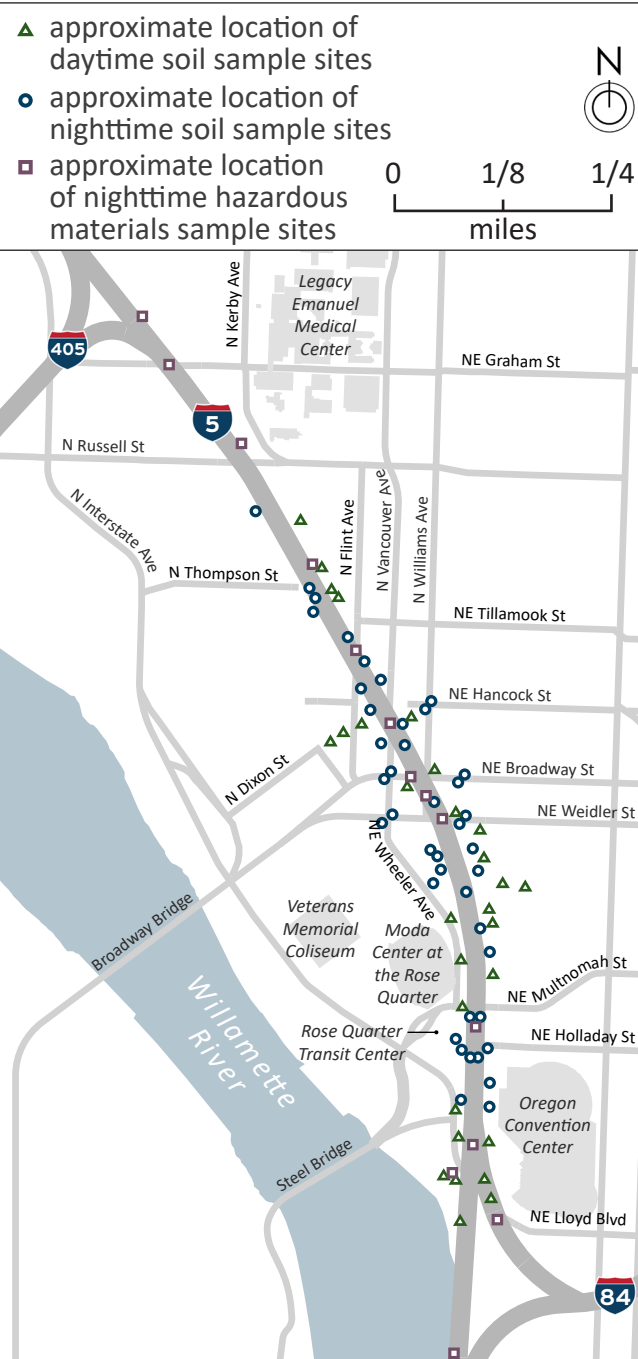 approximate location of
daytime soil sample sites
approximate location of
nighttime soil sample sites
approximate location
of nighttime hazardous
materials sample sites
N
0 1/8 1/4
miles
N Kerby Ave
Legacy
Emanuel
Medical
Center
405
NE Graham St
5
N Russell St
N Interstate Ave
N Flint Ave
N Vancouver Ave
N Williams Ave
N Thompson St
NE Tillamook St
NE Hancock St
N Dixon St
NE Broadway St
NE Weidler St
NE Wheeler Ave
Broadway Bridge
Veterans
Memorial
Coliseum
Moda
Center at
the Rose
Quarter
NE Multnomah St
Willamette
River
Rose Quarter
Transit Center
NE Holladay St
Oregon
Convention
Center
Steel Bridge
NE Lloyd Blvd
84